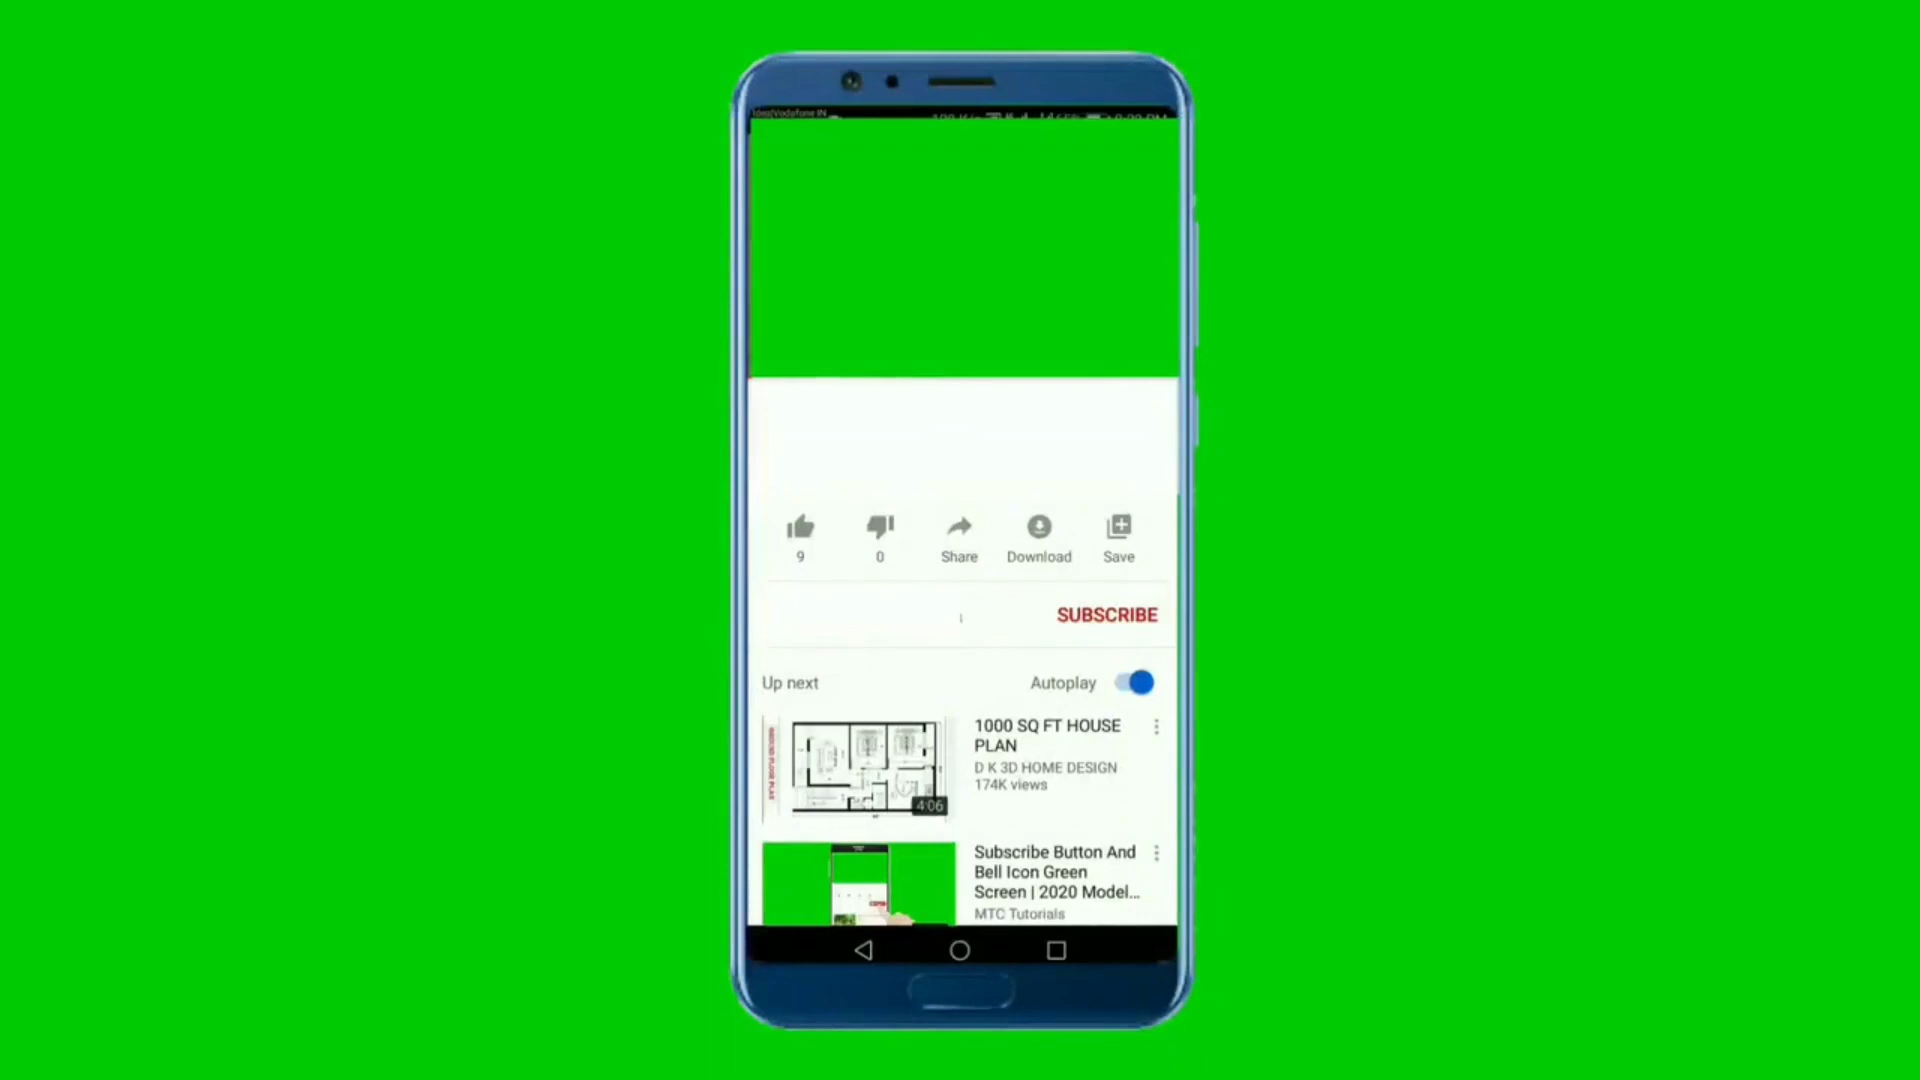 9
0
Share
Download
Save
SUBSCRIBE
Up next
Autoplay
1000 SQ FT HOUSE
PLAN
D K 3D HOME DESIGN
174K views
4:06
Subscribe Button And
Bell Icon Green
Screen | 2020 Model...
MTC Tutorials